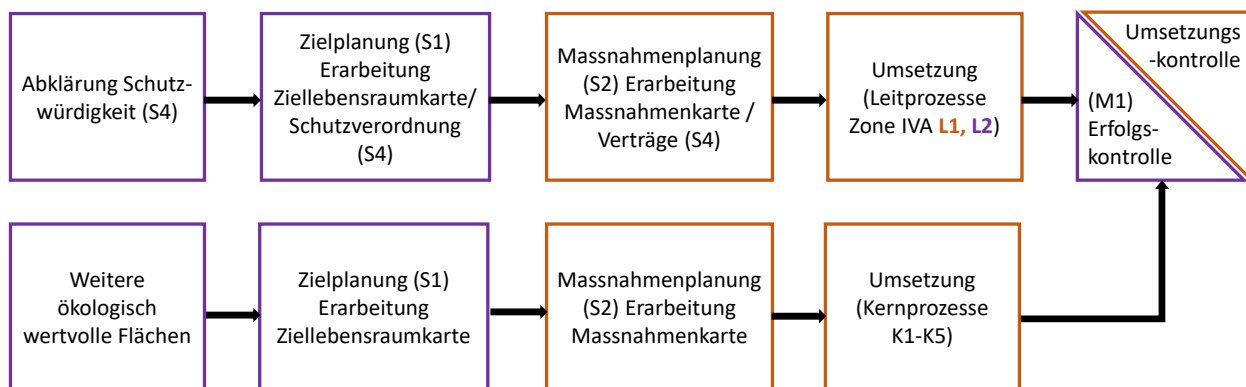 Abklärung Schutz-
würdigkeit (S4)
Zielplanung (S1)
Erarbeitung
Ziellebensraumkarte/
Schutzverordnung
(S4)
Massnahmenplanung
(S2) Erarbeitung
Massnahmenkarte /
Verträge (S4)
Umsetzung
(Leitprozesse
Zone IVA L1, L2)
Umsetzungs
-kontrolle
(M1)
Erfolgs-
kontrolle
Weitere
ökologisch
wertvolle Flächen
Zielplanung (S1)
Erarbeitung
Ziellebensraumkarte
Massnahmenplanung
(S2) Erarbeitung
Massnahmenkarte
Umsetzung
(Kernprozesse
K1-K5)